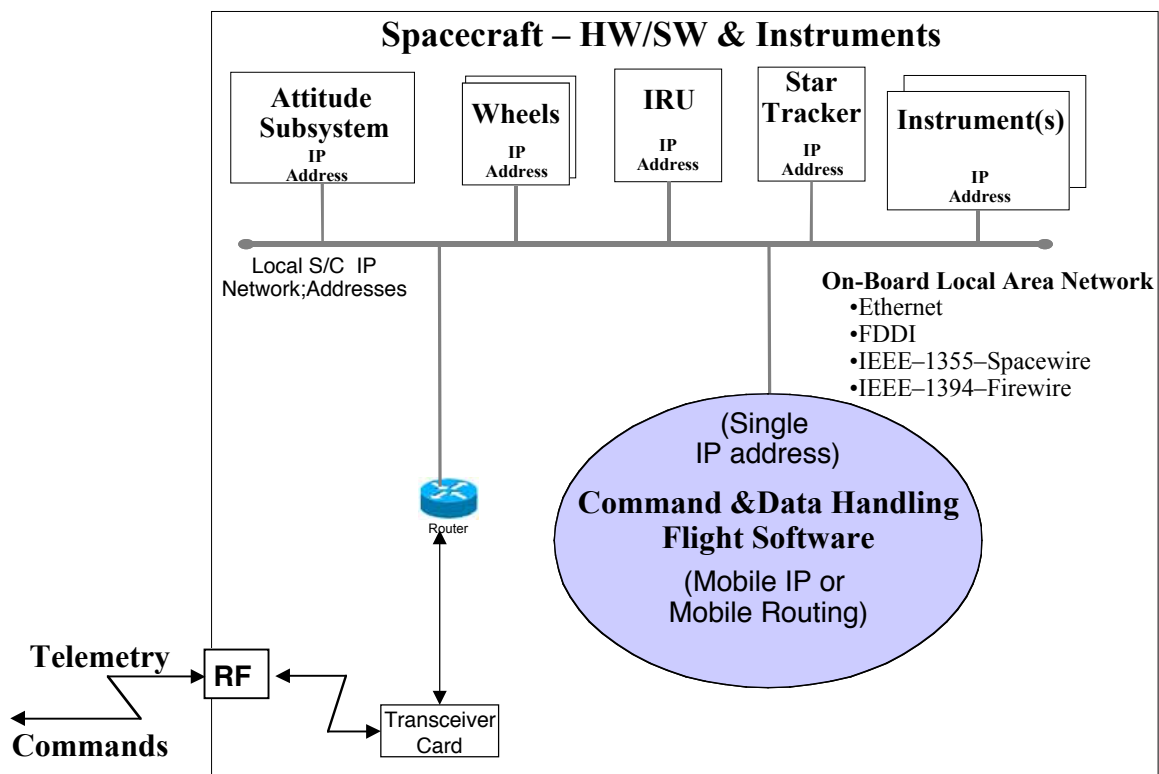 Spacecraft – HW/SW & Instruments
Attitude
Subsystem
IP
Address
Wheels
IP
Address
IRU
IP
Address
Star
Tracker
IP
Address
Instrument(s)
IP
Address
Local S/C IP
Network;Addresses
On-Board Local Area Network
•Ethernet
•FDDI
•IEEE–1355–Spacewire
•IEEE–1394–Firewire
(Single
IP address)
Command &Data Handling
Flight Software
(Mobile IP or
Mobile Routing)
Router
Telemetry
RF
Commands
Transceiver
Card